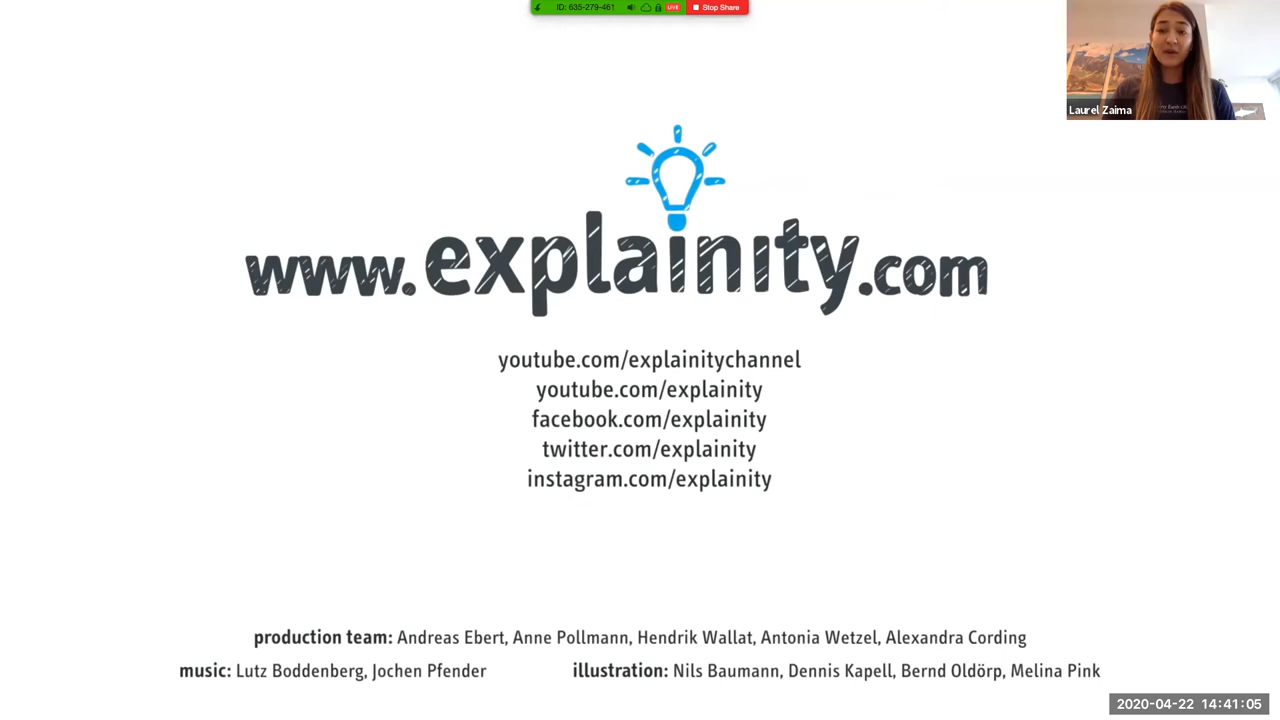 ID: 635-279-461 LIVE Stop Share
Laurel Zaima
www.explainity.com
youtube.com/explainitychannel
youtube.com/explainity
facebook.com/explainity
twitter.com/explainity
instagram.com/explainity
production team: Andreas Ebert, Anne Pollmann, Hendrik Wallat, Antonia Wetzel, Alexandra Cording
music: Lutz Boddenberg, Jochen Pfender illustration: Nils Baumann, Dennis Kapell, Bernd Oldörp, Melina Pink
2020-04-22 14:41:05